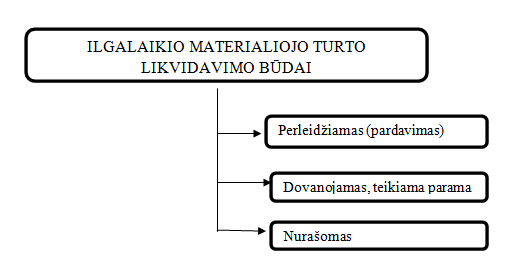 ILGALAIKIO MATERIALIOJO TURTO
LIKVIDAVIMO BŪDAI
Perleidžiamas (pardavimas)
Dovanojamas, teikiama parama
Nurašomas